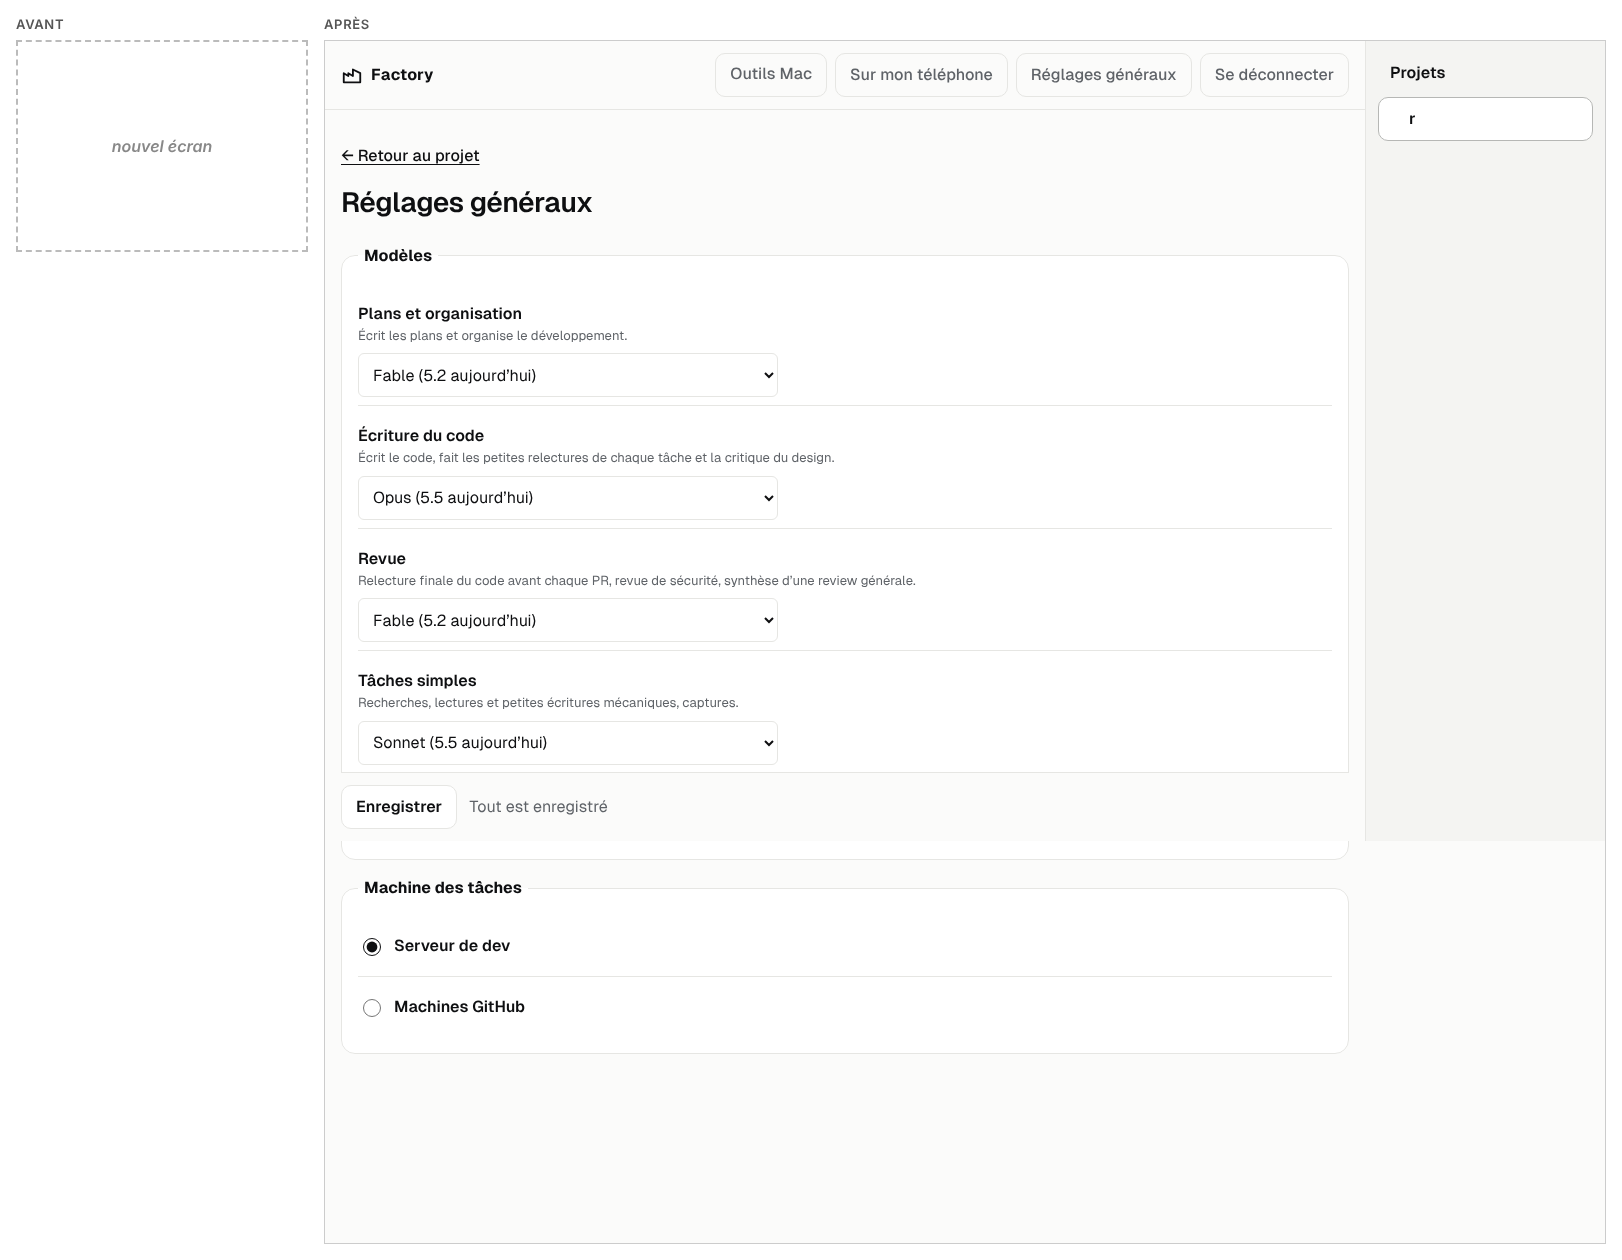 AVANT
nouvel écran
APRÈS
Factory
Outils Mac
Sur mon téléphone
Réglages généraux
Se déconnecter
← Retour au projet
Réglages généraux
Modèles
Plans et organisation
Écrit les plans et organise le développement.
Fable (5.2 aujourd’hui)
Écriture du code
Écrit le code, fait les petites relectures de chaque tâche et la critique du design.
Opus (5.5 aujourd’hui)
Revue
Relecture finale du code avant chaque PR, revue de sécurité, synthèse d’une review générale.
Fable (5.2 aujourd’hui)
Tâches simples
Recherches, lectures et petites écritures mécaniques, captures.
Sonnet (5.5 aujourd’hui)
Enregistrer
Tout est enregistré
Machine des tâches
Serveur de dev
Machines GitHub
Projets
r